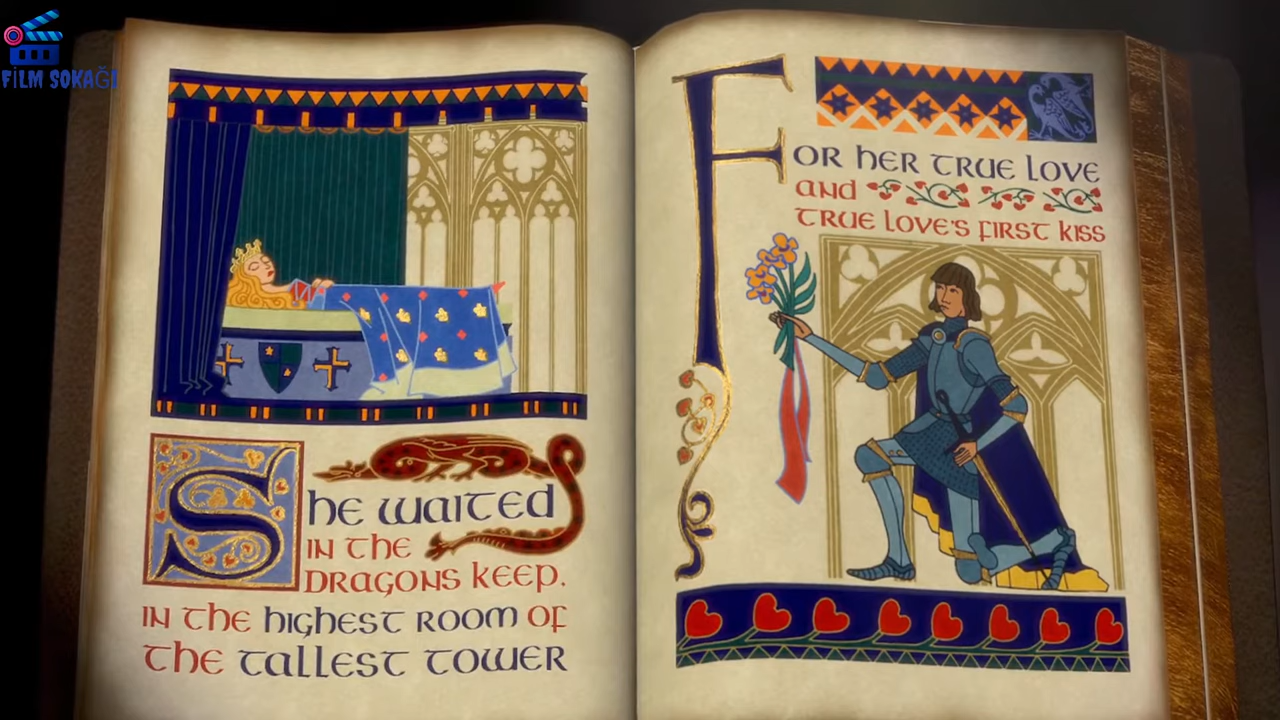 FİLM SOKAĞI
She waited
in the
dragons keep.
in the highest room of
the tallest tower
For her true love
and
true love's first kiss